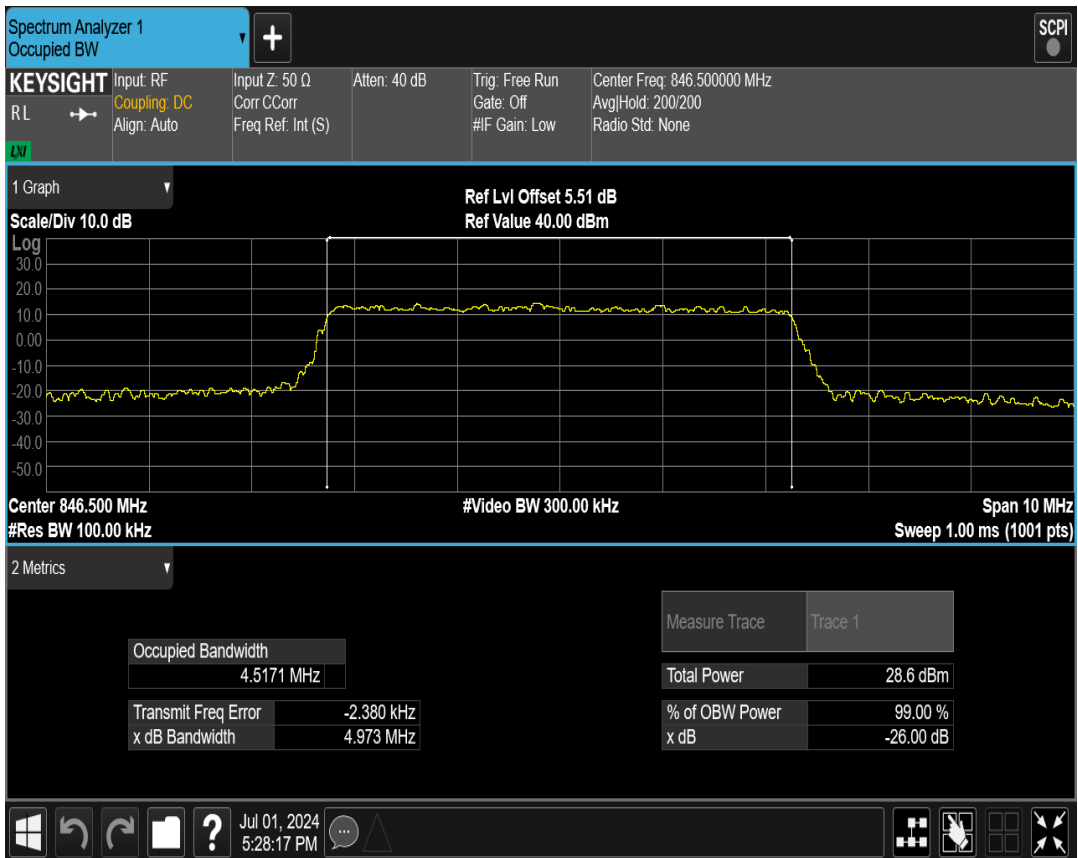 Spectrum Analyzer 1
Occupied BW
+
SCPI
KEYSIGHT
RL
LXI
Input: RF
Coupling: DC
Align: Auto
Input Z: 50 Ω
Corr CCorr
Freq Ref: Int (S)
Atten: 40 dB
Trig: Free Run
Gate: Off
#IF Gain: Low
Center Freq: 846.500000 MHz
Avg|Hold: 200/200
Radio Std: None
1 Graph
Scale/Div 10.0 dB
Ref Lvl Offset 5.51 dB
Ref Value 40.00 dBm
Log
30.0
20.0
10.0
0.00
-10.0
-20.0
-30.0
-40.0
-50.0
Center 846.500 MHz
#Res BW 100.00 kHz
#Video BW 300.00 kHz
Span 10 MHz
Sweep 1.00 ms (1001 pts)
2 Metrics
Occupied Bandwidth
4.5171 MHz
Transmit Freq Error -2.380 kHz
x dB Bandwidth 4.973 MHz
Measure Trace Trace 1
Total Power 28.6 dBm
% of OBW Power 99.00 %
x dB -26.00 dB
?
Jul 01, 2024
5:28:17 PM